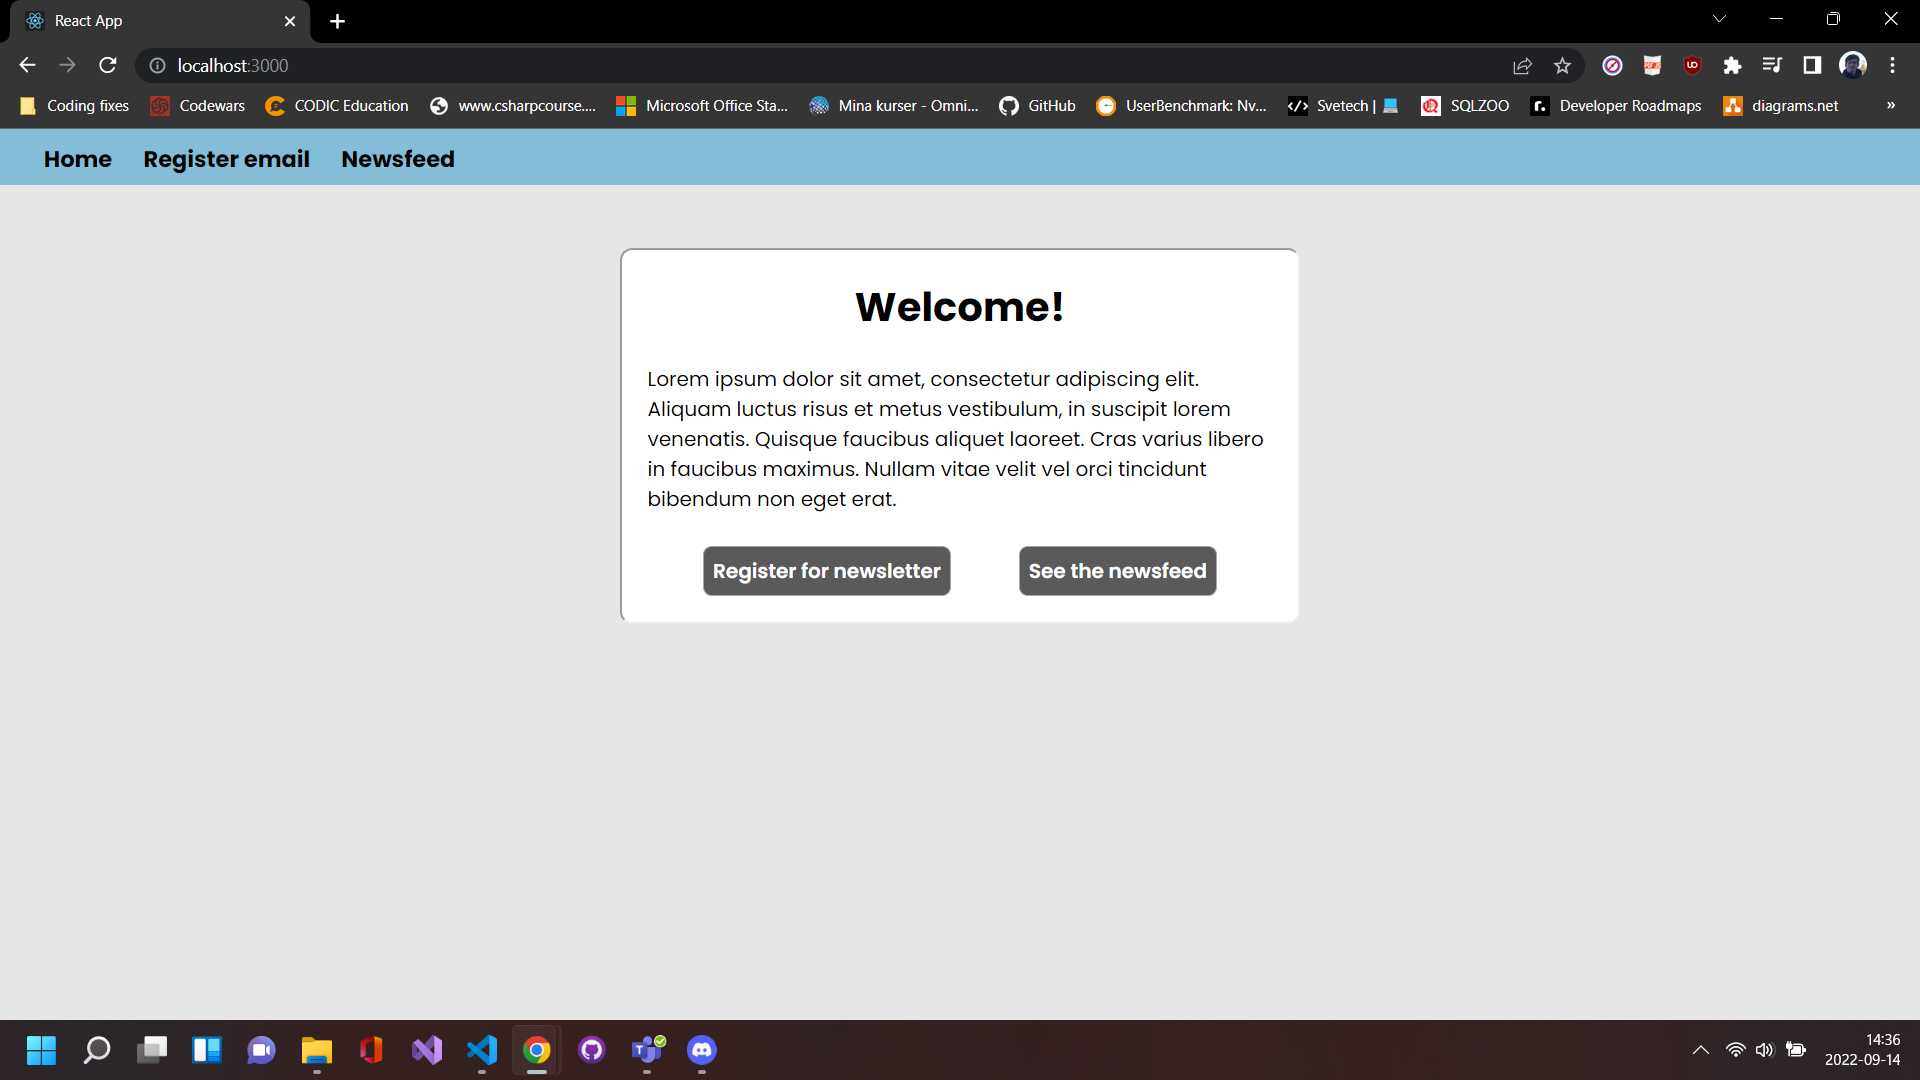 React App
localhost:3000
Coding fixes Codewars CODIC Education www.csharpcourse.... Microsoft Office Sta... Mina kurser - Omni... GitHub UserBenchmark: Nv... Svetech | SQLZOO Developer Roadmaps diagrams.net »
Home Register email Newsfeed
Welcome!
Lorem ipsum dolor sit amet, consectetur adipiscing elit.
Aliquam luctus risus et metus vestibulum, in suscipit lorem
venenatis. Quisque faucibus aliquet laoreet. Cras varius libero
in faucibus maximus. Nullam vitae velit vel orci tincidunt
bibendum non eget erat.
Register for newsletter See the newsfeed
14:36
2022-09-14